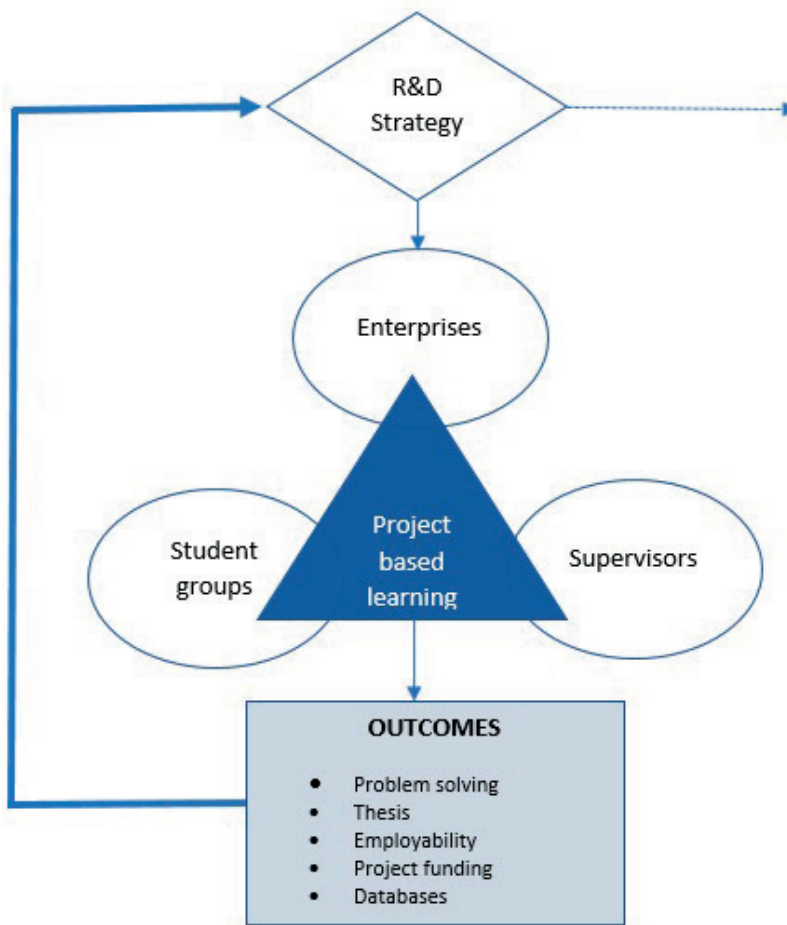 R&D
Strategy
Enterprises
Student
groups
Project
based
learning
Supervisors
OUTCOMES
• Problem solving
• Thesis
• Employability
• Project funding
• Databases